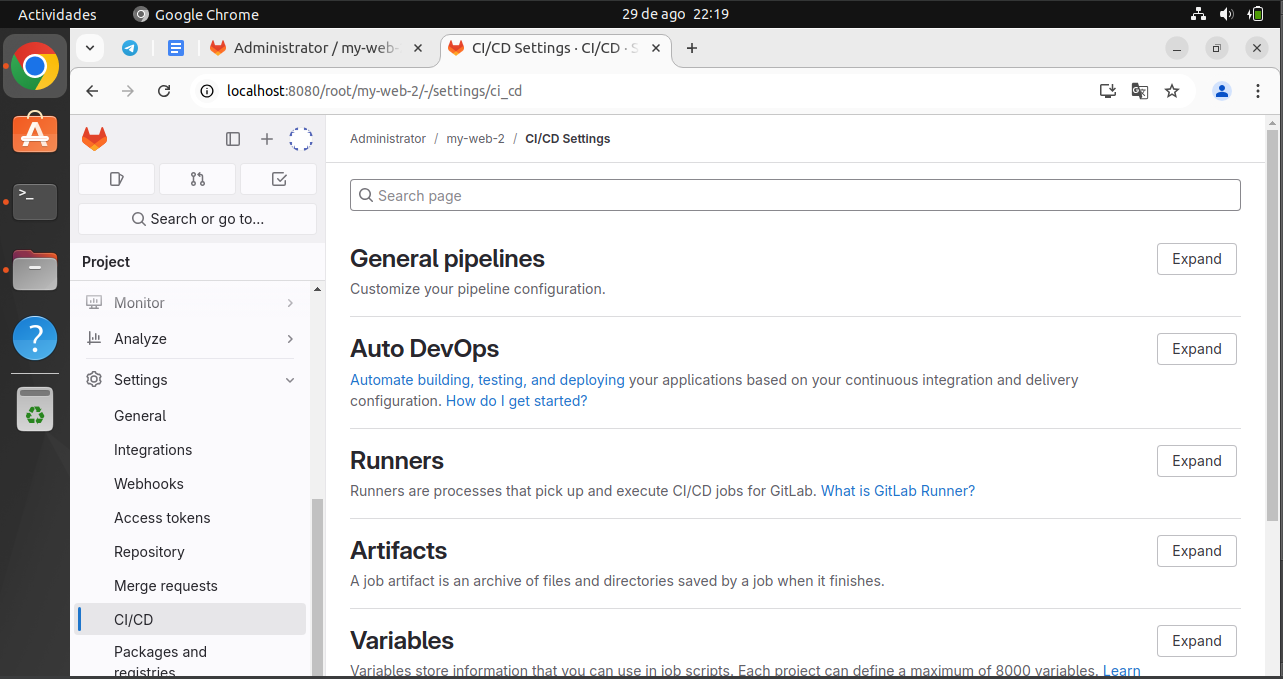 Actividades
Google Chrome
29 de ago 22:19
Administrator / my-web-
CI/CD Settings · CI/CD · S
localhost:8080/root/my-web-2/-/settings/ci_cd
Search or go to...
Project
Monitor
Analyze
Settings
General
Integrations
Webhooks
Access tokens
Repository
Merge requests
CI/CD
Packages and
registries
Administrator / my-web-2 / CI/CD Settings
Search page
General pipelines
Expand
Customize your pipeline configuration.
Auto DevOps
Expand
Automate building, testing, and deploying your applications based on your continuous integration and delivery
configuration. How do I get started?
Runners
Expand
Runners are processes that pick up and execute CI/CD jobs for GitLab. What is GitLab Runner?
Artifacts
Expand
A job artifact is an archive of files and directories saved by a job when it finishes.
Variables
Expand
Variables store information that you can use in job scripts. Each project can define a maximum of 8000 variables. Learn